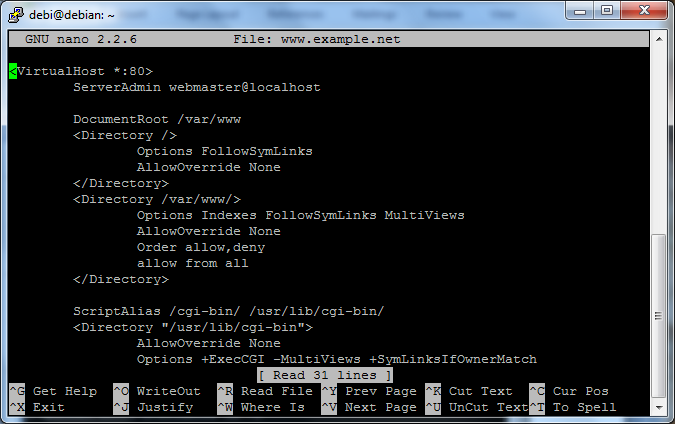 debi@debian: ~
GNU nano 2.2.6 File: www.example.net
<VirtualHost *:80>
ServerAdmin webmaster@localhost
DocumentRoot /var/www
<Directory />
Options FollowSymLinks
AllowOverride None
</Directory>
<Directory /var/www/>
Options Indexes FollowSymLinks MultiViews
AllowOverride None
Order allow,deny
allow from all
</Directory>
ScriptAlias /cgi-bin/ /usr/lib/cgi-bin/
<Directory "/usr/lib/cgi-bin">
AllowOverride None
Options +ExecCGI -MultiViews +SymLinksIfOwnerMatch
[ Read 31 lines ]
^G Get Help ^O WriteOut ^R Read File ^Y Prev Page ^K Cut Text ^C Cur Pos
^X Exit ^J Justify ^W Where Is ^V Next Page ^U UnCut Text ^T To Spell